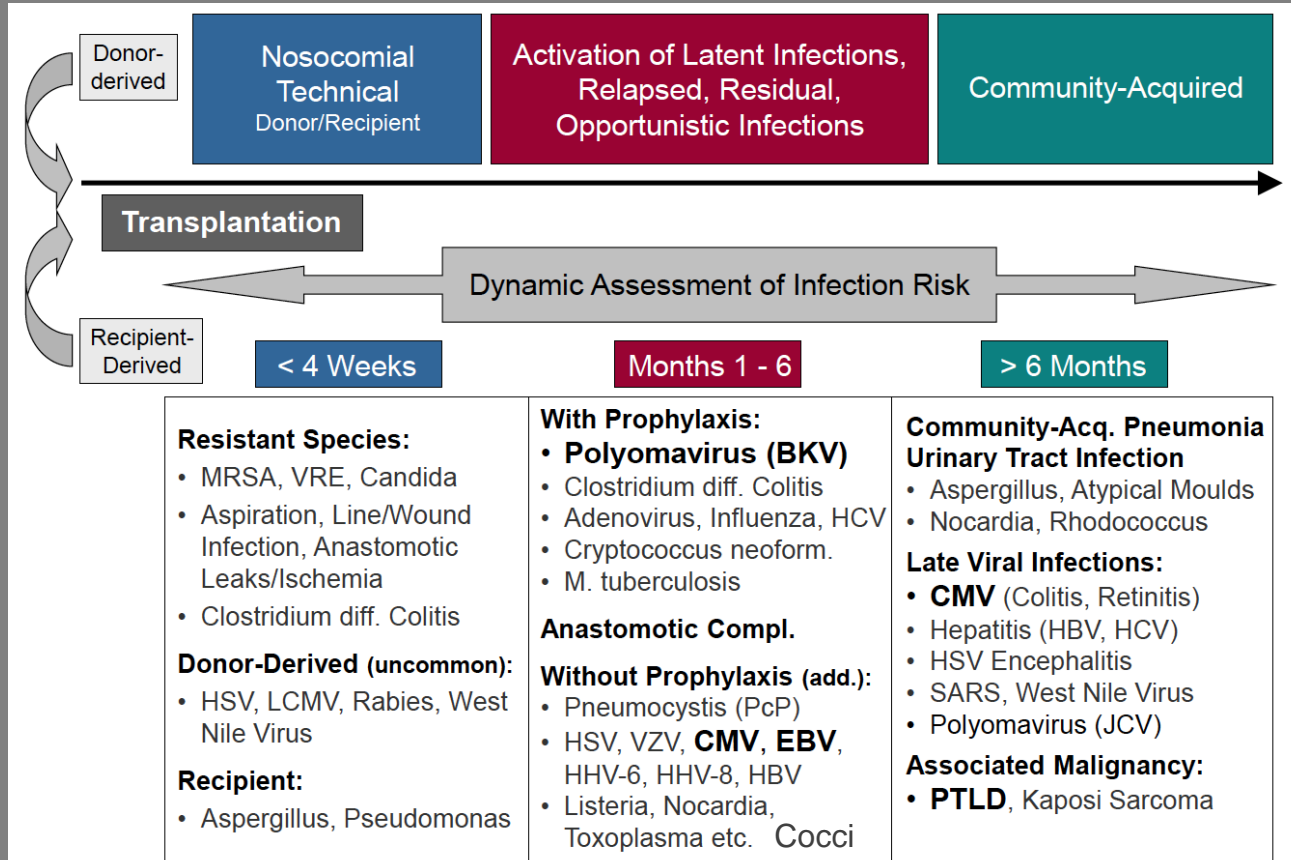 Donor-
derived
Nosocomial
Technical
Donor/Recipient
Activation of Latent Infections,
Relapsed, Residual,
Opportunistic Infections
Community-Acquired
Transplantation
Dynamic Assessment of Infection Risk
Recipient-
Derived
< 4 Weeks
Months 1 - 6
> 6 Months
Resistant Species:
• MRSA, VRE, Candida
• Aspiration, Line/Wound
Infection, Anastomotic
Leaks/Ischemia
• Clostridium diff. Colitis
Donor-Derived (uncommon):
• HSV, LCMV, Rabies, West
Nile Virus
Recipient:
• Aspergillus, Pseudomonas
With Prophylaxis:
• Polyomavirus (BKV)
• Clostridium diff. Colitis
• Adenovirus, Influenza, HCV
• Cryptococcus neoform.
• M. tuberculosis
Anastomotic Compl.
Without Prophylaxis (add.):
• Pneumocystis (PcP)
• HSV, VZV, CMV, EBV,
HHV-6, HHV-8, HBV
• Listeria, Nocardia,
Toxoplasma etc. Cocci
Community-Acq. Pneumonia
Urinary Tract Infection
• Aspergillus, Atypical Moulds
• Nocardia, Rhodococcus
Late Viral Infections:
• CMV (Colitis, Retinitis)
• Hepatitis (HBV, HCV)
• HSV Encephalitis
• SARS, West Nile Virus
• Polyomavirus (JCV)
Associated Malignancy:
• PTLD, Kaposi Sarcoma